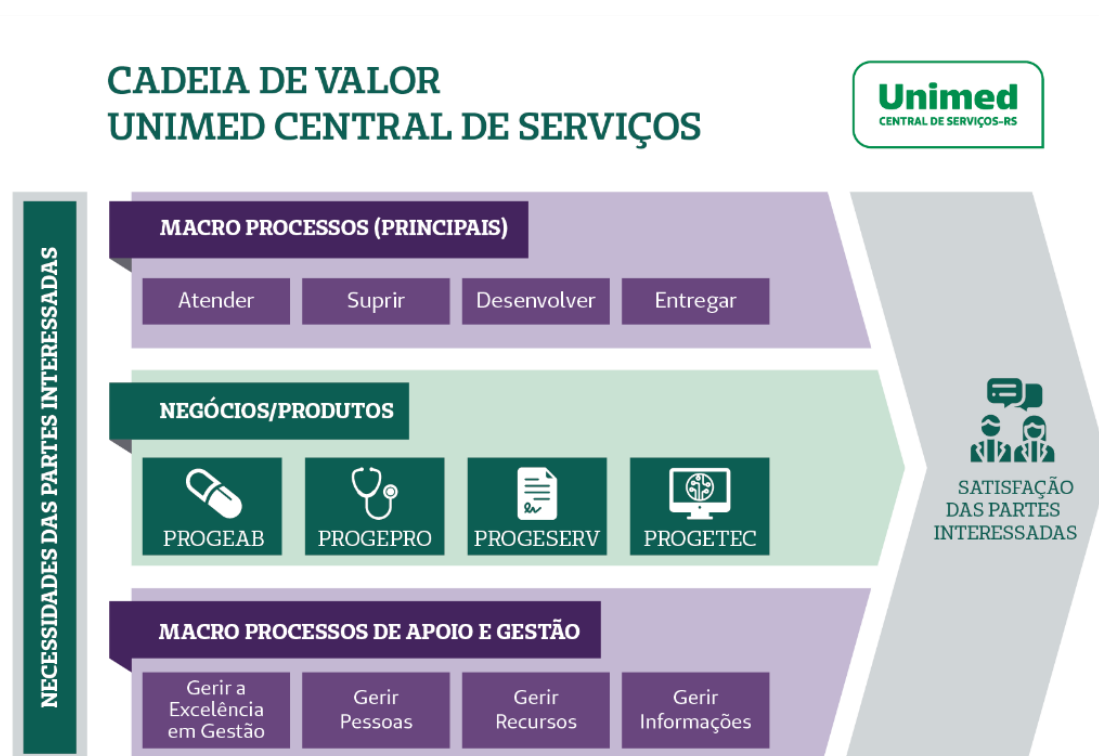 CADEIA DE VALOR
UNIMED CENTRAL DE SERVIÇOS
Unimed
CENTRAL DE SERVIÇOS-RS
NECESSIDADES DAS PARTES INTERESSADAS
MACRO PROCESSOS (PRINCIPAIS)
Atender
Suprir
Desenvolver
Entregar
NEGÓCIOS/PRODUTOS
PROGEAB
PROGEPRO
PROGESERV
PROGETEC
MACRO PROCESSOS DE APOIO E GESTÃO
Gerir a
Excelência
em Gestão
Gerir
Pessoas
Gerir
Recursos
Gerir
Informações
SATISFAÇÃO
DAS PARTES
INTERESSADAS